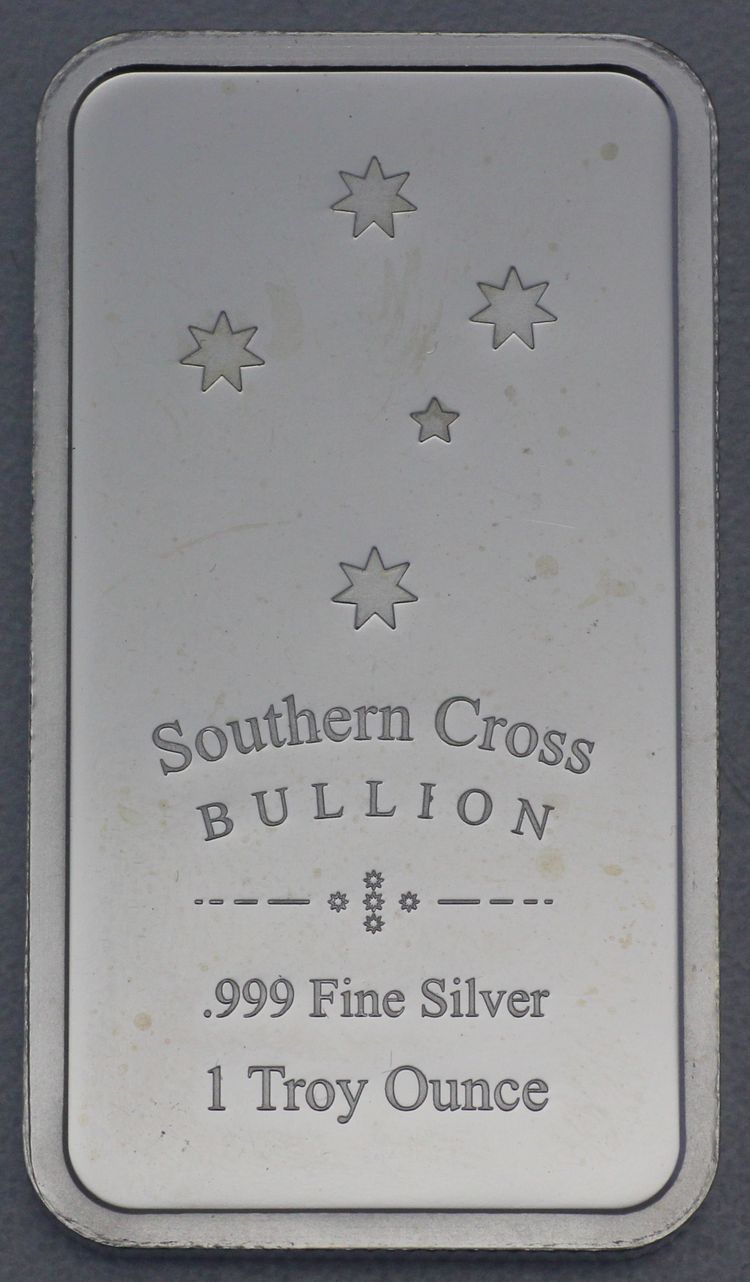 Southern Cross
BULLION
.999 Fine Silver
1 Troy Ounce